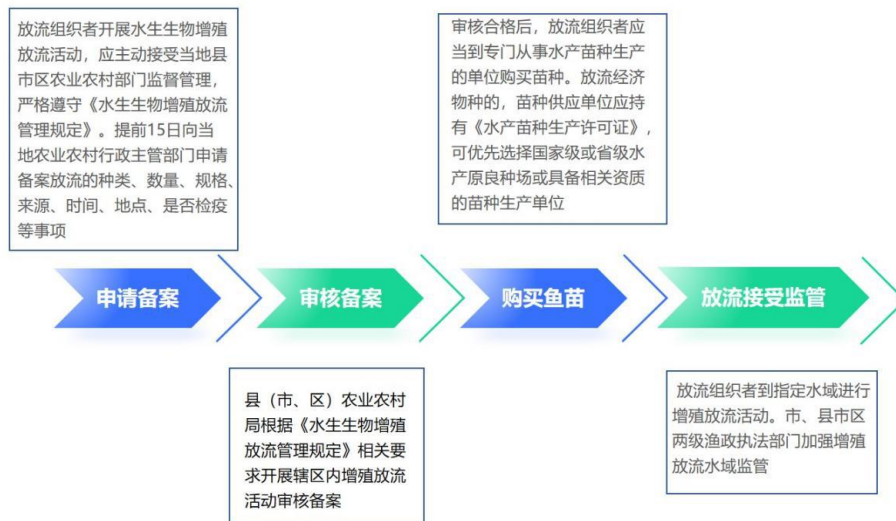 放流组织者开展水生生物增殖
放流活动，应主动接受当地县
市区农业农村部门监督管理，
严格遵守《水生生物增殖放流
管理规定》。提前15日向当
地农业农村行政主管部门申请
备案放流的种类、数量、规格、
来源、时间、地点、是否检疫
等事项
审核合格后，放流组织者应
当到专门从事水产苗种生产
的单位购买苗种。放流经济
物种的，苗种供应单位应持
有《水产苗种生产许可证》，
可优先选择国家级或省级水
产原良种场或具备相关资质
的苗种生产单位
申请备案
审核备案
购买鱼苗
放流接受监管
县（市、区）农业农村
局根据《水生生物增殖
放流管理规定》相关要
求开展辖区内增殖放流
活动审核备案
放流组织者到指定水域进行
增殖放流活动。市、县市区
两级渔政执法部门加强增殖
放流水域监管